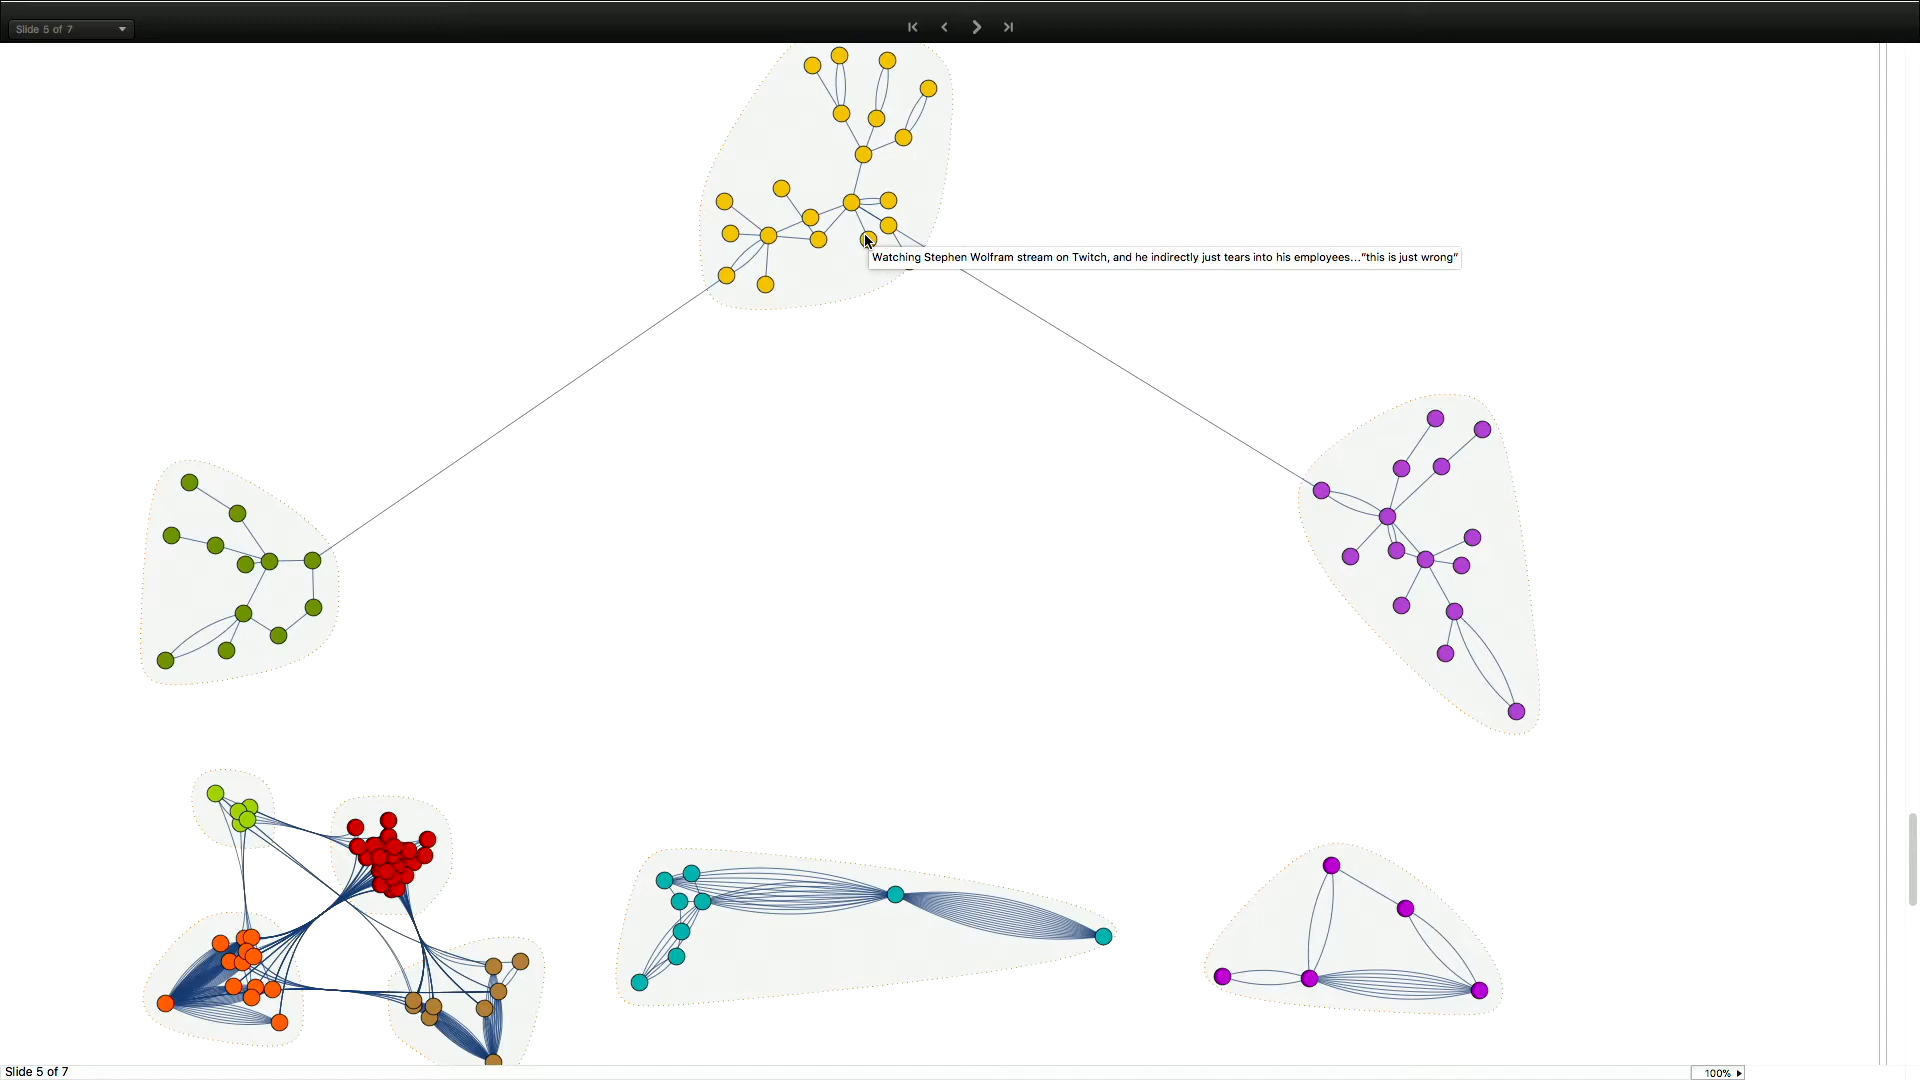 Slide 5 of 7
Watching Stephen Wolfram stream on Twitch, and he indirectly just tears into his employees…"this is just wrong"
Slide 5 of 7
100%